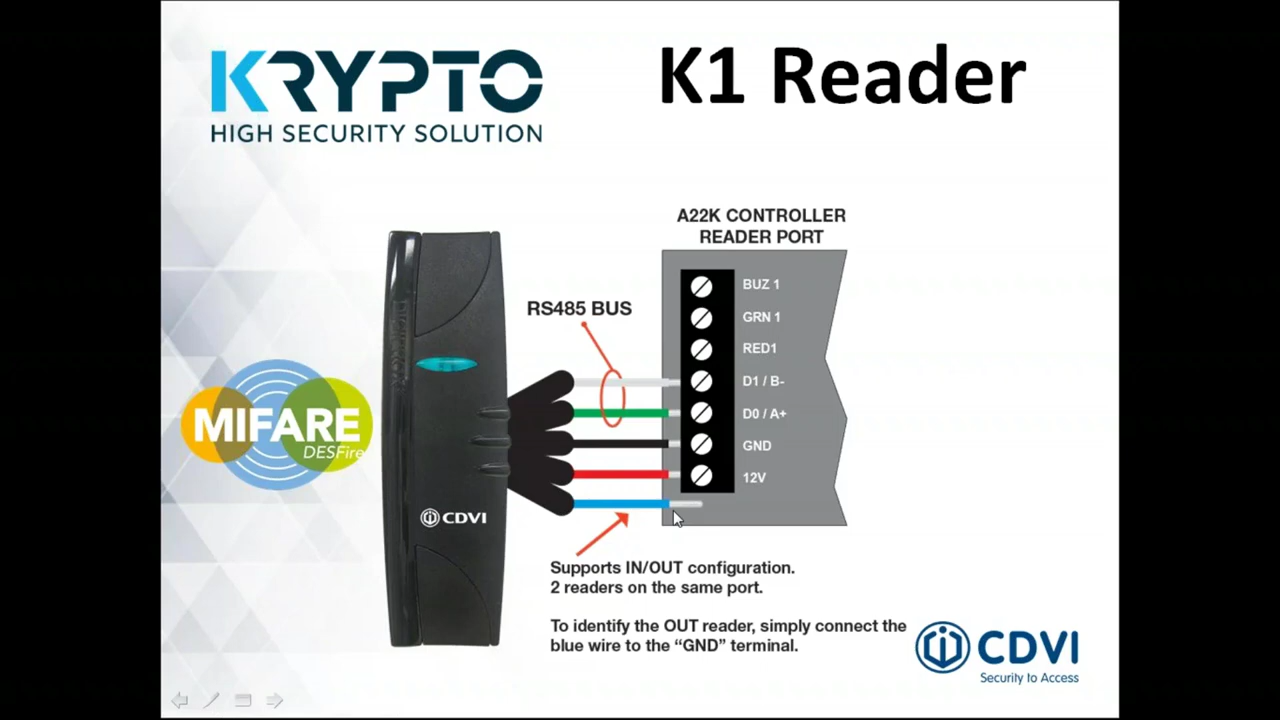 KRYPTO
HIGH SECURITY SOLUTION
K1 Reader
A22K CONTROLLER
READER PORT
RS485 BUS
BUZ 1
GRN 1
RED1
D1 / B-
D0 / A+
GND
12V
MIFARE
DESFire
CDVI
Supports IN/OUT configuration.
2 readers on the same port.
To identify the OUT reader, simply connect the
blue wire to the “GND” terminal.
CDVI
Security to Access